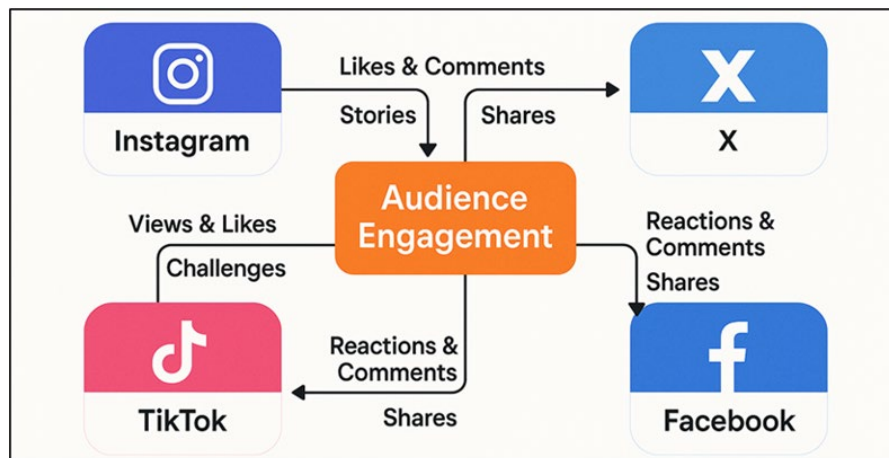 Instagram
Likes & Comments
Stories
Shares
X
X
Audience
Engagement
Views & Likes
Challenges
Reactions &
Comments
Shares
TikTok
Reactions &
Comments
Shares
Facebook